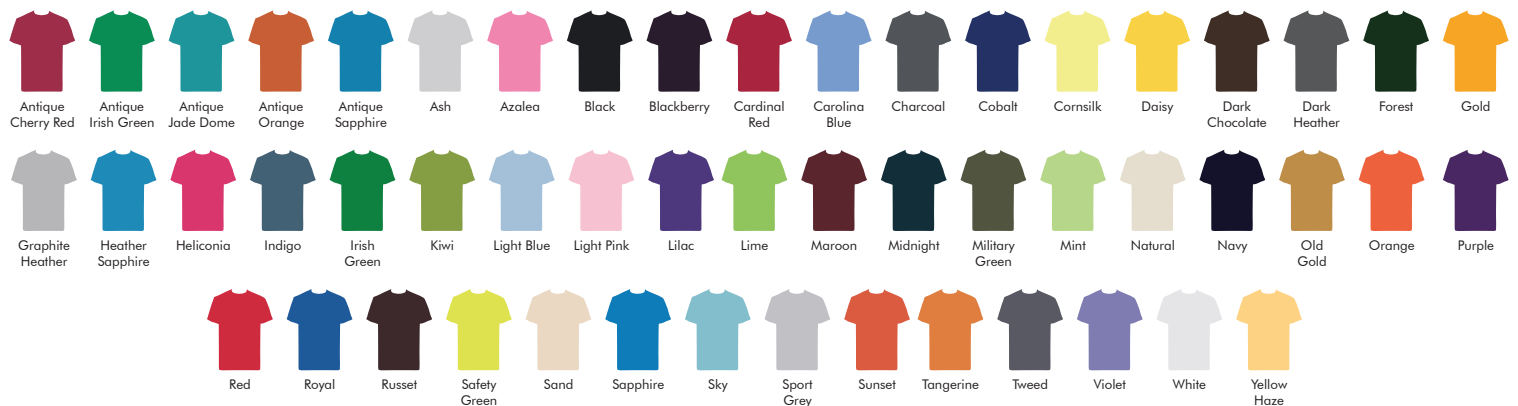 Antique Cherry Red
Antique Irish Green
Antique Jade Dome
Antique Orange
Antique Sapphire
Ash
Azalea
Black
Blackberry
Cardinal Red
Carolina Blue
Charcoal
Cobalt
Cornsilk
Daisy
Dark Chocolate
Dark Heather
Forest
Gold
Graphite Heather
Heather Sapphire
Heliconia
Indigo
Irish Green
Kiwi
Light Blue
Light Pink
Lilac
Lime
Maroon
Midnight
Military Green
Mint
Natural
Navy
Old Gold
Orange
Purple
Red
Royal
Russet
Safety Green
Sand
Sapphire
Sky
Sport Grey
Sunset
Tangerine
Tweed
Violet
White
Yellow Haze